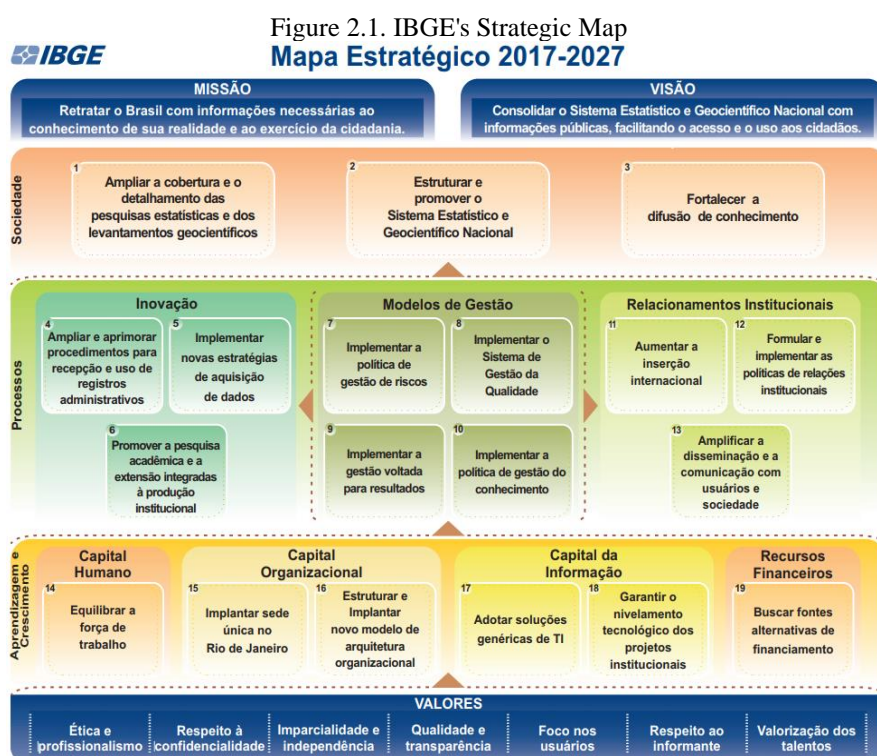 Figure 2.1. IBGE's Strategic Map
IBGE
Mapa Estratégico 2017-2027
MISSÃO
Retratar o Brasil com informações necessárias ao
conhecimento de sua realidade e ao exercício da cidadania.
VISÃO
Consolidar o Sistema Estatístico e Geocientífico Nacional com
informações públicas, facilitando o acesso e o uso aos cidadãos.
Sociedade
1
Ampliar a cobertura e o
detalhamento das
pesquisas estatísticas e dos
levantamentos geocientíficos
2
Estruturar e
promover o
Sistema Estatístico e
Geocientífico Nacional
3
Fortalecer a
difusão de conhecimento
Processos
Inovação
4
Ampliar e aprimorar
procedimentos para
recepção e uso de
registros
administrativos
5
Implementar
novas estratégias
de aquisição
de dados
6
Promover a pesquisa
acadêmica e a
extensão integradas
à produção
institucional
Modelos de Gestão
7
Implementar a
política de
gestão de riscos
8
Implementar o
Sistema de
Gestão da
Qualidade
9
Implementar a
gestão voltada
para resultados
10
Implementar a
política de gestão do
conhecimento
Relacionamentos Institucionais
11
Aumentar a
inserção
internacional
12
Formular e
implementar as
políticas de relações
institucionais
13
Amplificar a
disseminação e a
comunicação com
usuários e
sociedade
Aprendizagem e
Crescimento
Capital
Humano
14
Equilibrar a
força de
trabalho
Capital
Organizacional
15
Implantar sede
única no
Rio de Janeiro
16
Estruturar e
Implantar
novo modelo de
arquitetura
organizacional
Capital da
Informação
17
Adotar soluções
genéricas de TI
18
Garantir o
nivelamento
tecnológico dos
projetos
institucionais
Recursos
Financeiros
19
Buscar fontes
alternativas de
financiamento
VALORES
Ética e
profissionalismo
Respeito à
confidencialidade
Imparcialidade e
independência
Qualidade e
transparência
Foco nos
usuários
Respeito ao
informante
Valorização dos
talentos